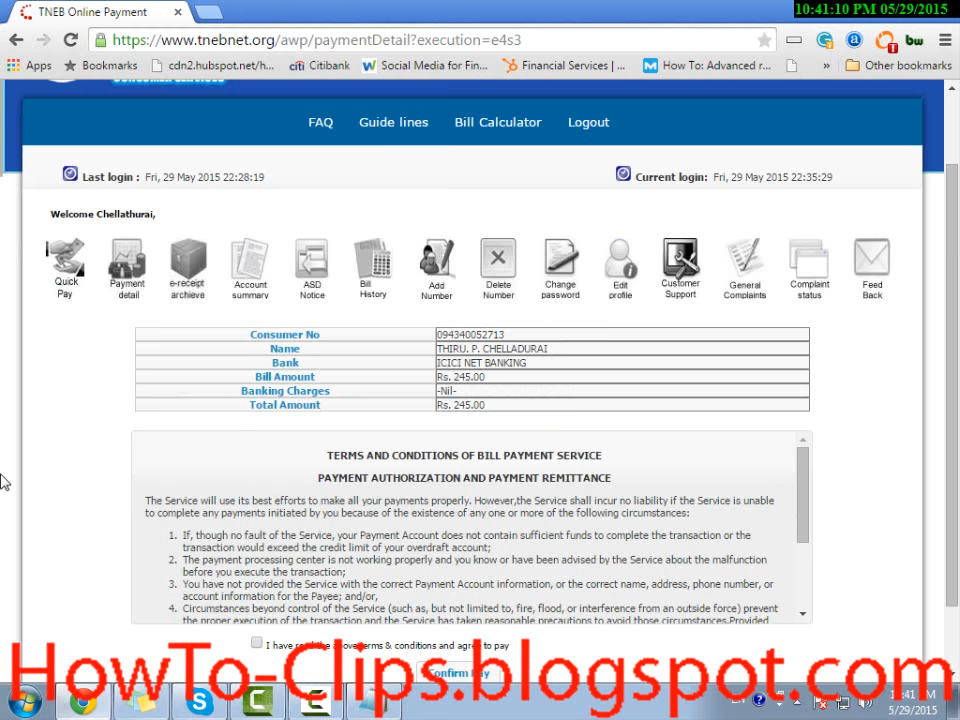 10:41:10 PM 05/29/2015
TNEB Online Payment
https://www.tnebnet.org/awp/paymentDetail?execution=e4s3
Apps Bookmarks cdn2.hubspot.net/h... citi Citibank Social Media for Fin... Financial Services | ... How To: Advanced r... » Other bookmarks
FAQ Guide lines Bill Calculator Logout
Last login : Fri, 29 May 2015 22:28:19 Current login: Fri, 29 May 2015 22:35:29
Welcome Chellathurai,
Quick Pay
Payment detail
e-receipt archieve
Account summary
ASD Notice
Bill History
Add Number
Delete Number
Change password
Edit profile
Customer Support
General Complaints
Complaint status
Feed Back
Consumer No 094340052713
Name THIRU. P. CHELLADURAI
Bank ICICI NET BANKING
Bill Amount Rs. 245.00
Banking Charges -Nil-
Total Amount Rs. 245.00
TERMS AND CONDITIONS OF BILL PAYMENT SERVICE
PAYMENT AUTHORIZATION AND PAYMENT REMITTANCE
The Service will use its best efforts to make all your payments properly. However,the Service shall incur no liability if the Service is unable
to complete any payments initiated by you because of the existence of any one or more of the following circumstances:
1. If, though no fault of the Service, your Payment Account does not contain sufficient funds to complete the transaction or the
transaction would exceed the credit limit of your overdraft account;
2. The payment processing center is not working properly and you know or have been advised by the Service about the malfunction
before you execute the transaction;
3. You have not provided the Service with the correct Payment Account information, or the correct name, address, phone number, or
account information for the Payee; and/or,
4. Circumstances beyond control of the Service (such as, but not limited to, fire, flood, or interference from an outside force) prevent
the proper execution of the transaction and the Service has taken reasonable precautions to avoid those circumstances.Provided
I have read the above terms & conditions and agree to pay
Confirm Pay
HowTo-Clips.blogspot.com
10:41 PM
5/29/2015